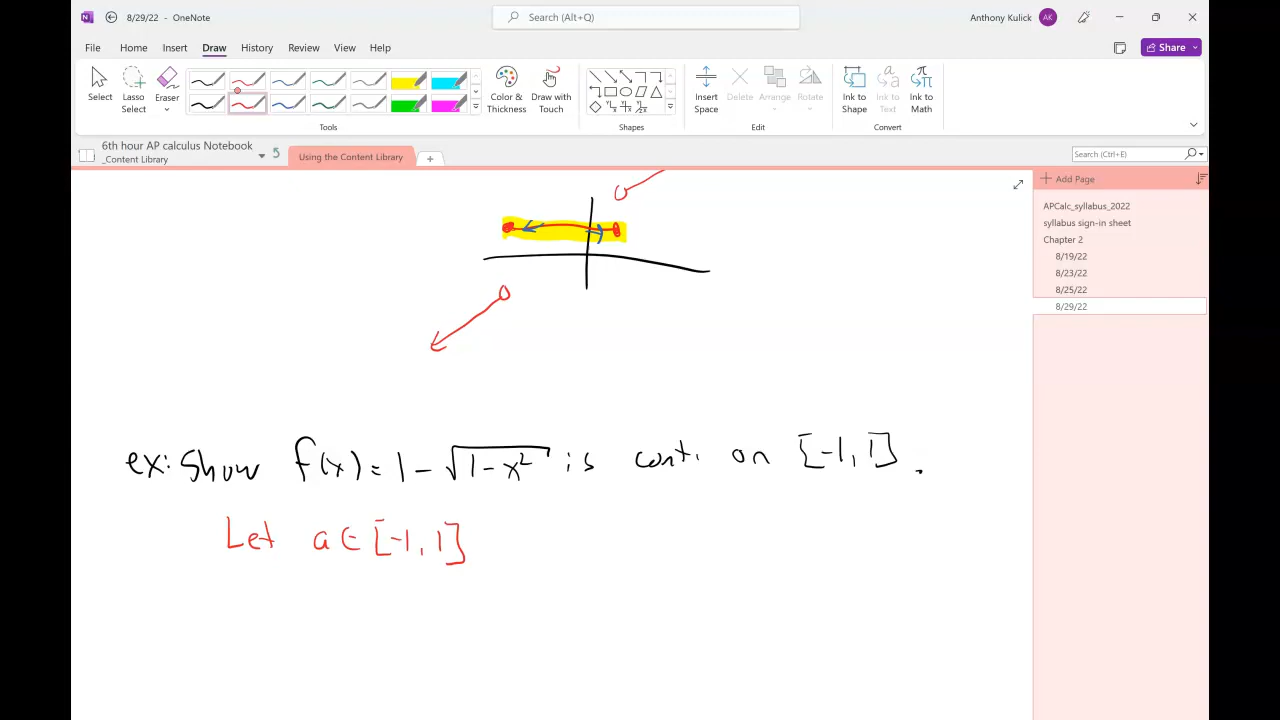 8/29/22 - OneNote
Search (Alt+Q)
Anthony Kulick
AK
File Home Insert Draw History Review View Help
Share
Select
Lasso Select
Eraser
Color & Thickness
Draw with Touch
Insert Space
Delete
Arrange
Rotate
Ink to Shape
Ink to Text
Ink to Math
Tools
Shapes
Edit
Convert
6th hour AP calculus Notebook
_Content Library
Using the Content Library
Search (Ctrl+E)
Add Page
APCalc_syllabus_2022
syllabus sign-in sheet
Chapter 2
8/19/22
8/23/22
8/25/22
8/29/22
ex: Show f(x) = 1 - √(1-x²) is cont. on [-1, 1].
Let a ∈ [-1, 1]